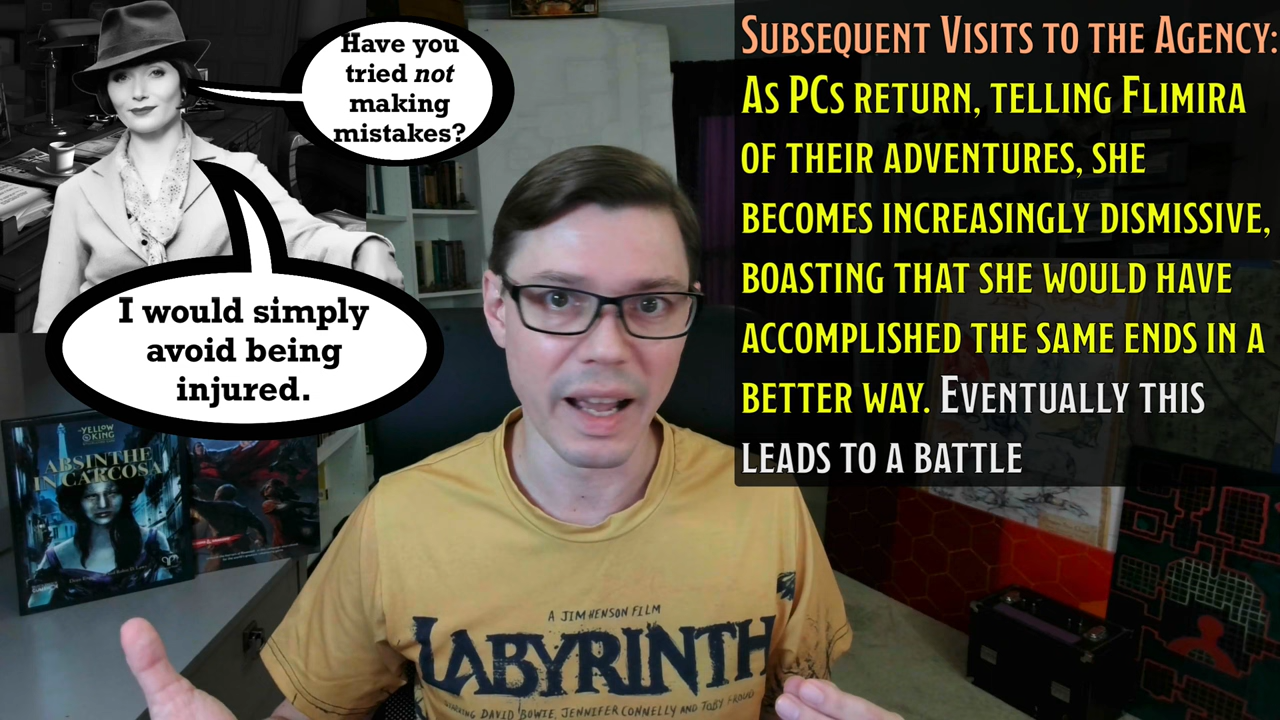 Have you
tried not
making
mistakes?
I would simply
avoid being
injured.
SUBSEQUENT VISITS TO THE AGENCY:
AS PCS RETURN, TELLING FLIMIRA
OF THEIR ADVENTURES, SHE
BECOMES INCREASINGLY DISMISSIVE,
BOASTING THAT SHE WOULD HAVE
ACCOMPLISHED THE SAME ENDS IN A
BETTER WAY. EVENTUALLY THIS
LEADS TO A BATTLE
YELLOW
KING
ABSINTHE
IN CARCOSA
A JIM HENSON FILM
LABYRINTH
STARRING DAVID BOWIE, JENNIFER CONNELLY AND TOBY FROUD